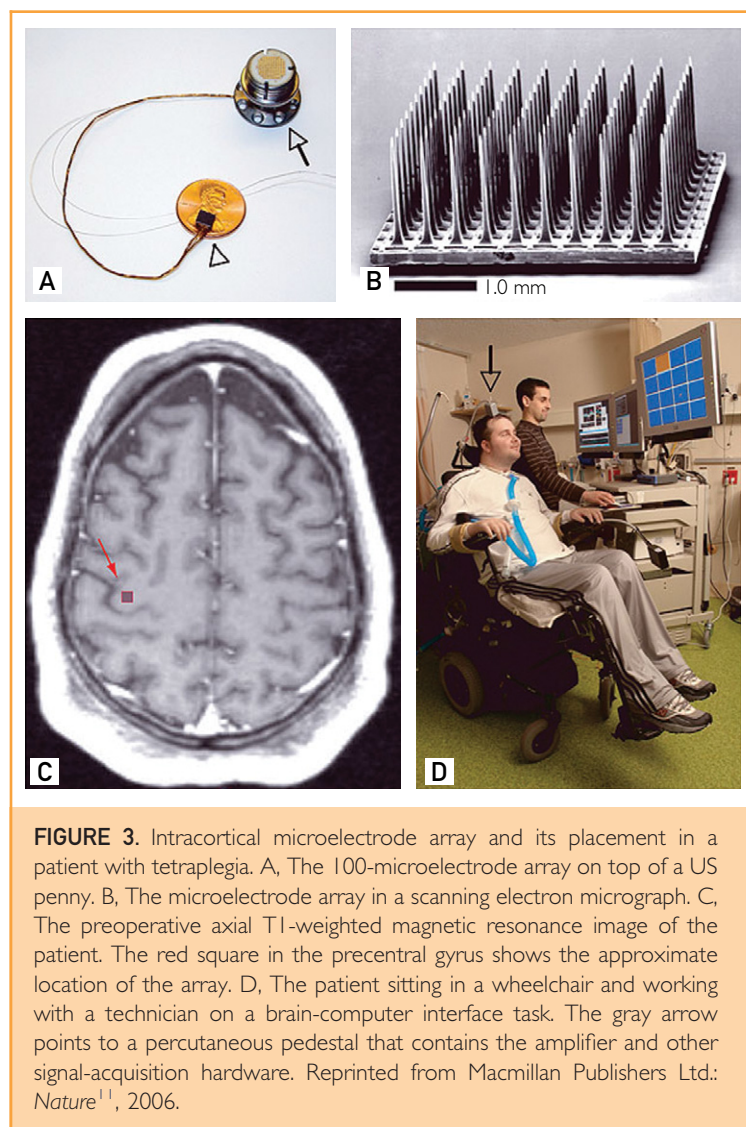 A
B
1.0 mm
C
D
FIGURE 3. Intracortical microelectrode array and its placement in a
patient with tetraplegia. A, The 100-microelectrode array on top of a US
penny. B, The microelectrode array in a scanning electron micrograph. C,
The preoperative axial T1-weighted magnetic resonance image of the
patient. The red square in the precentral gyrus shows the approximate
location of the array. D, The patient sitting in a wheelchair and working
with a technician on a brain-computer interface task. The gray arrow
points to a percutaneous pedestal that contains the amplifier and other
signal-acquisition hardware. Reprinted from Macmillan Publishers Ltd.:
Nature¹¹, 2006.